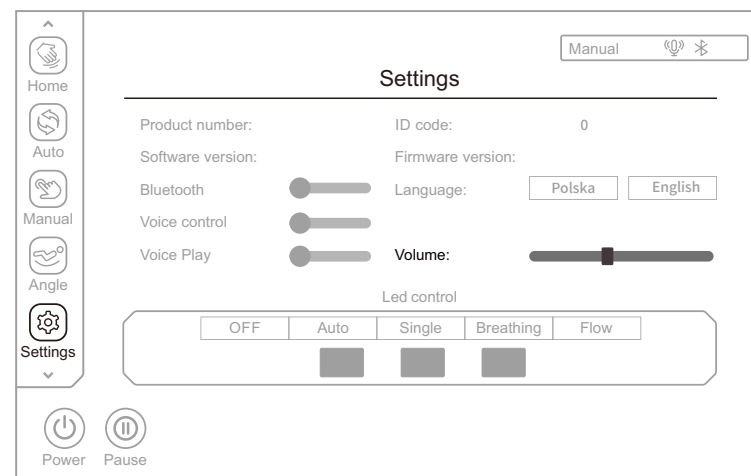 Manual
Settings
Home
Auto
Manual
Angle
Settings
Product number:
ID code:
0
Software version:
Firmware version:
Bluetooth
Language:
Polska
English
Voice control
Voice Play
Volume:
Led control
OFF
Auto
Single
Breathing
Flow
Power
Pause